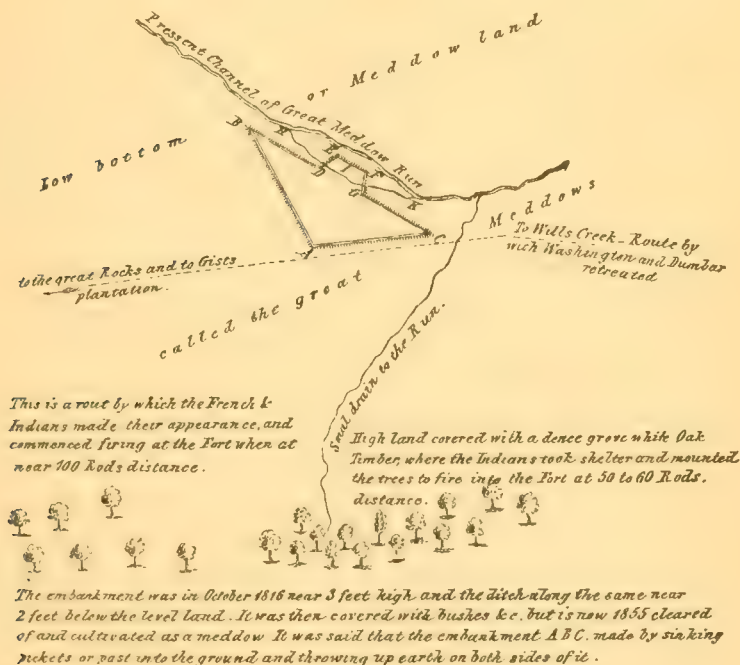 Present Channel of Great Meddow Run
or Meddow land
Low bottom
B
H
E
D
F
G
K
C
Meddows
To Wills Creek - Route by
wich Washington and Dumbar
retreated
to the great Rocks and to Gists
plantation.
called the great
Smal drain to the Run.
This is a rout by which the French &
Indians made their appearance, and
commenced firing at the Fort when at
near 100 Rods distance.
High land covered with a dence grove white Oak
Timber, where the Indians took shelter and mounted
the trees to fire into the Fort at 50 to 60 Rods.
distance.
The embankment was in October 1816 near 3 feet high and the ditch along the same near
2 feet below the level land. It was then covered with bushes &c. but is now 1855 cleared
of and cultivated as a meddow It was said that the embankment A B C. made by sinking
pickets or post into the ground and throwing up earth on both sides of it.